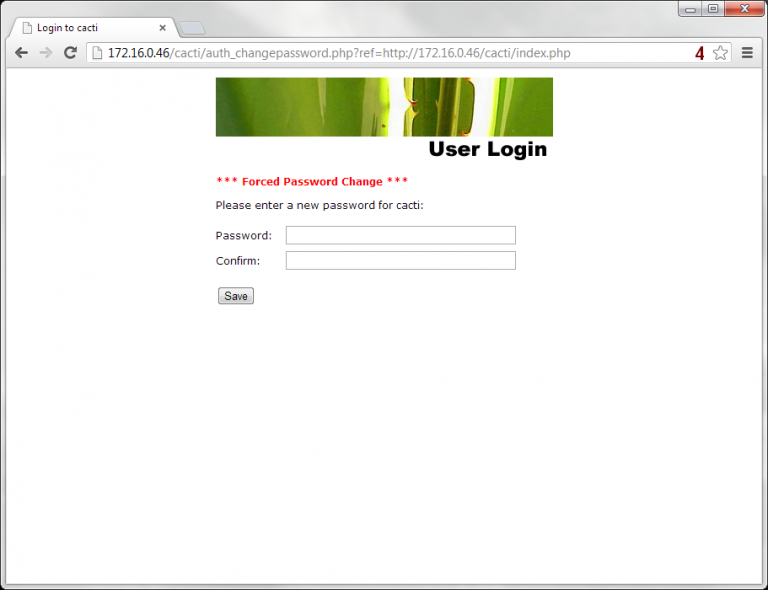 Login to cacti
172.16.0.46/cacti/auth_changepassword.php?ref=http://172.16.0.46/cacti/index.php
4
User Login
*** Forced Password Change ***
Please enter a new password for cacti:
Password:
Confirm:
Save